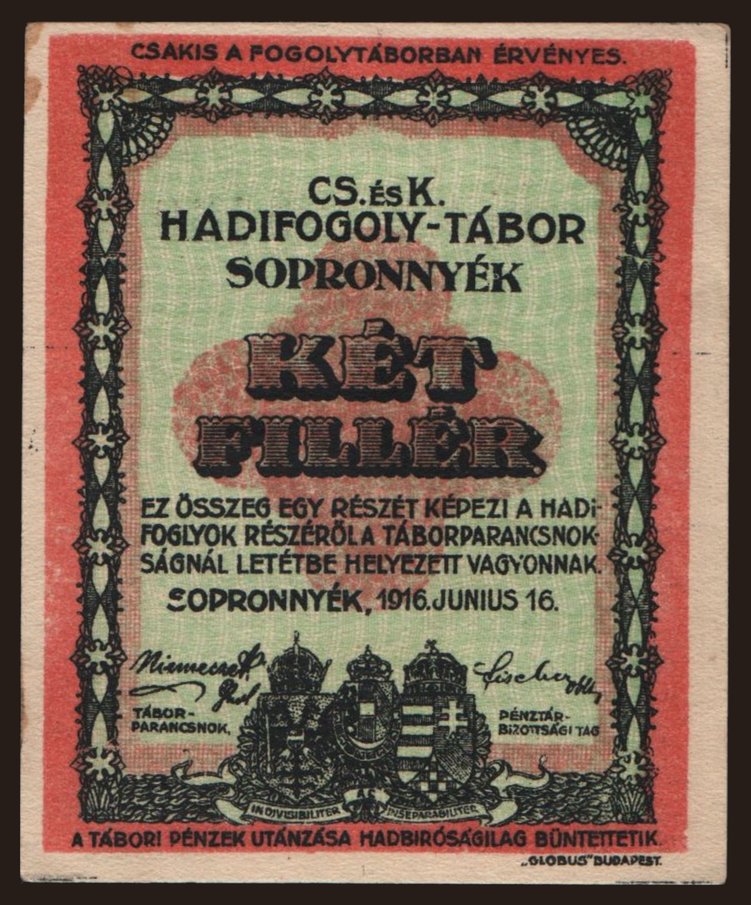 CSAKIS A FOGOLYTÁBORBAN ÉRVÉNYES.
CS. ÉS K.
HADIFOGOLY-TÁBOR
SOPRONNYÉK
KÉT
FILLÉR.
EZ ÖSSZEG EGY RÉSZÉT KÉPEZI A HADI-
FOGLYOK RÉSZÉRŐL A TÁBORPARANCSNOK-
SÁGNÁL LETÉTBE HELYEZETT VAGYONNAK.
SOPRONNYÉK, 1916. JUNIUS 16.
TÁBOR-
PARANCSNOK.
PÉNZTÁR-
BIZOTTSÁGI TAG
INDIVISIBILITER AC INSEPARABILITER
A TÁBORI PÉNZEK UTÁNZÁSA HADBIRÓSÁGILAG BÜNTETTETIK.
„GLOBUS" BUDAPEST.